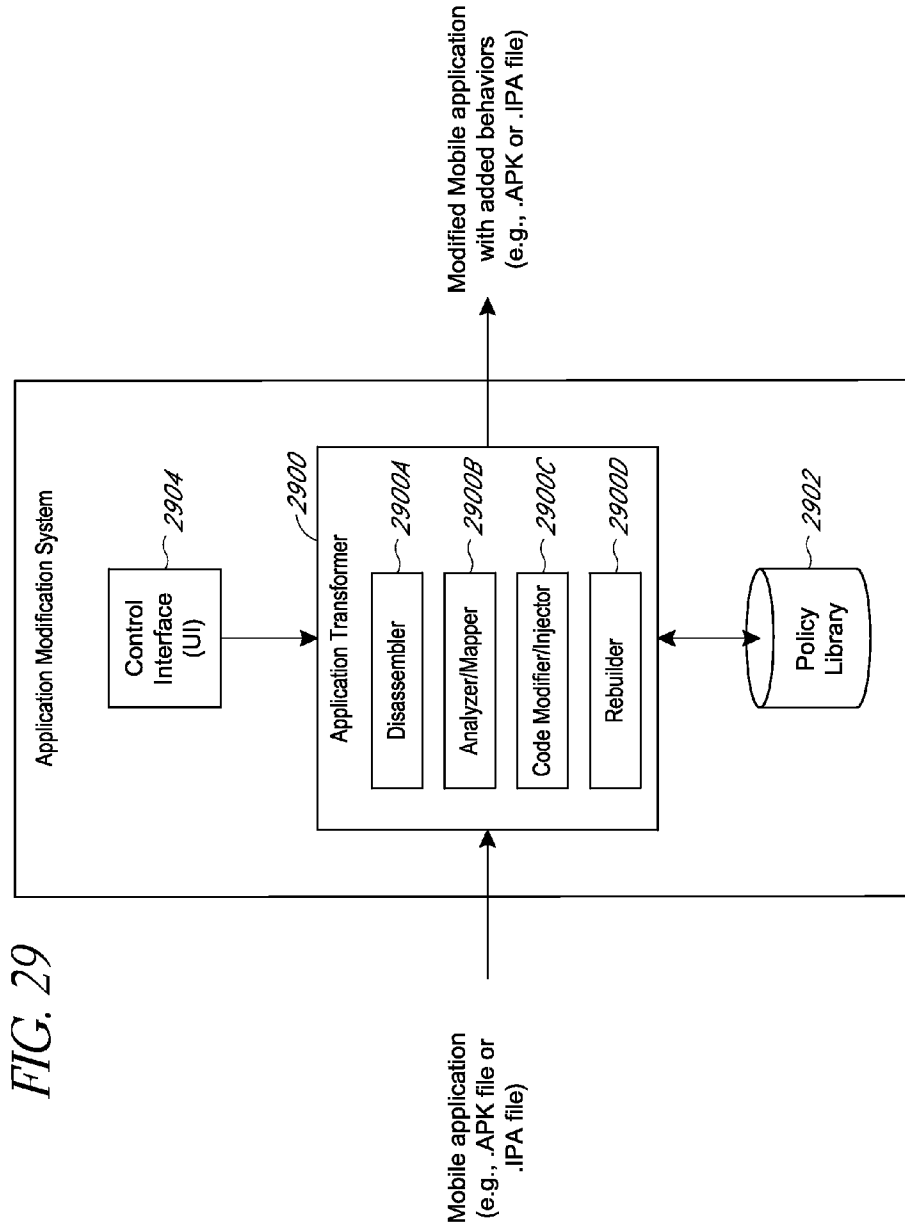 FIG. 29
Application Modification System
Control
Interface
(UI)
2904
2900
Application Transformer
Disassembler
2900A
Analyzer/Mapper
2900B
Code Modifier/Injector
2900C
Rebuilder
2900D
Policy
Library
2902
Mobile application
(e.g., .APK file or
.IPA file)
Modified Mobile application
with added behaviors
(e.g., .APK or .IPA file)